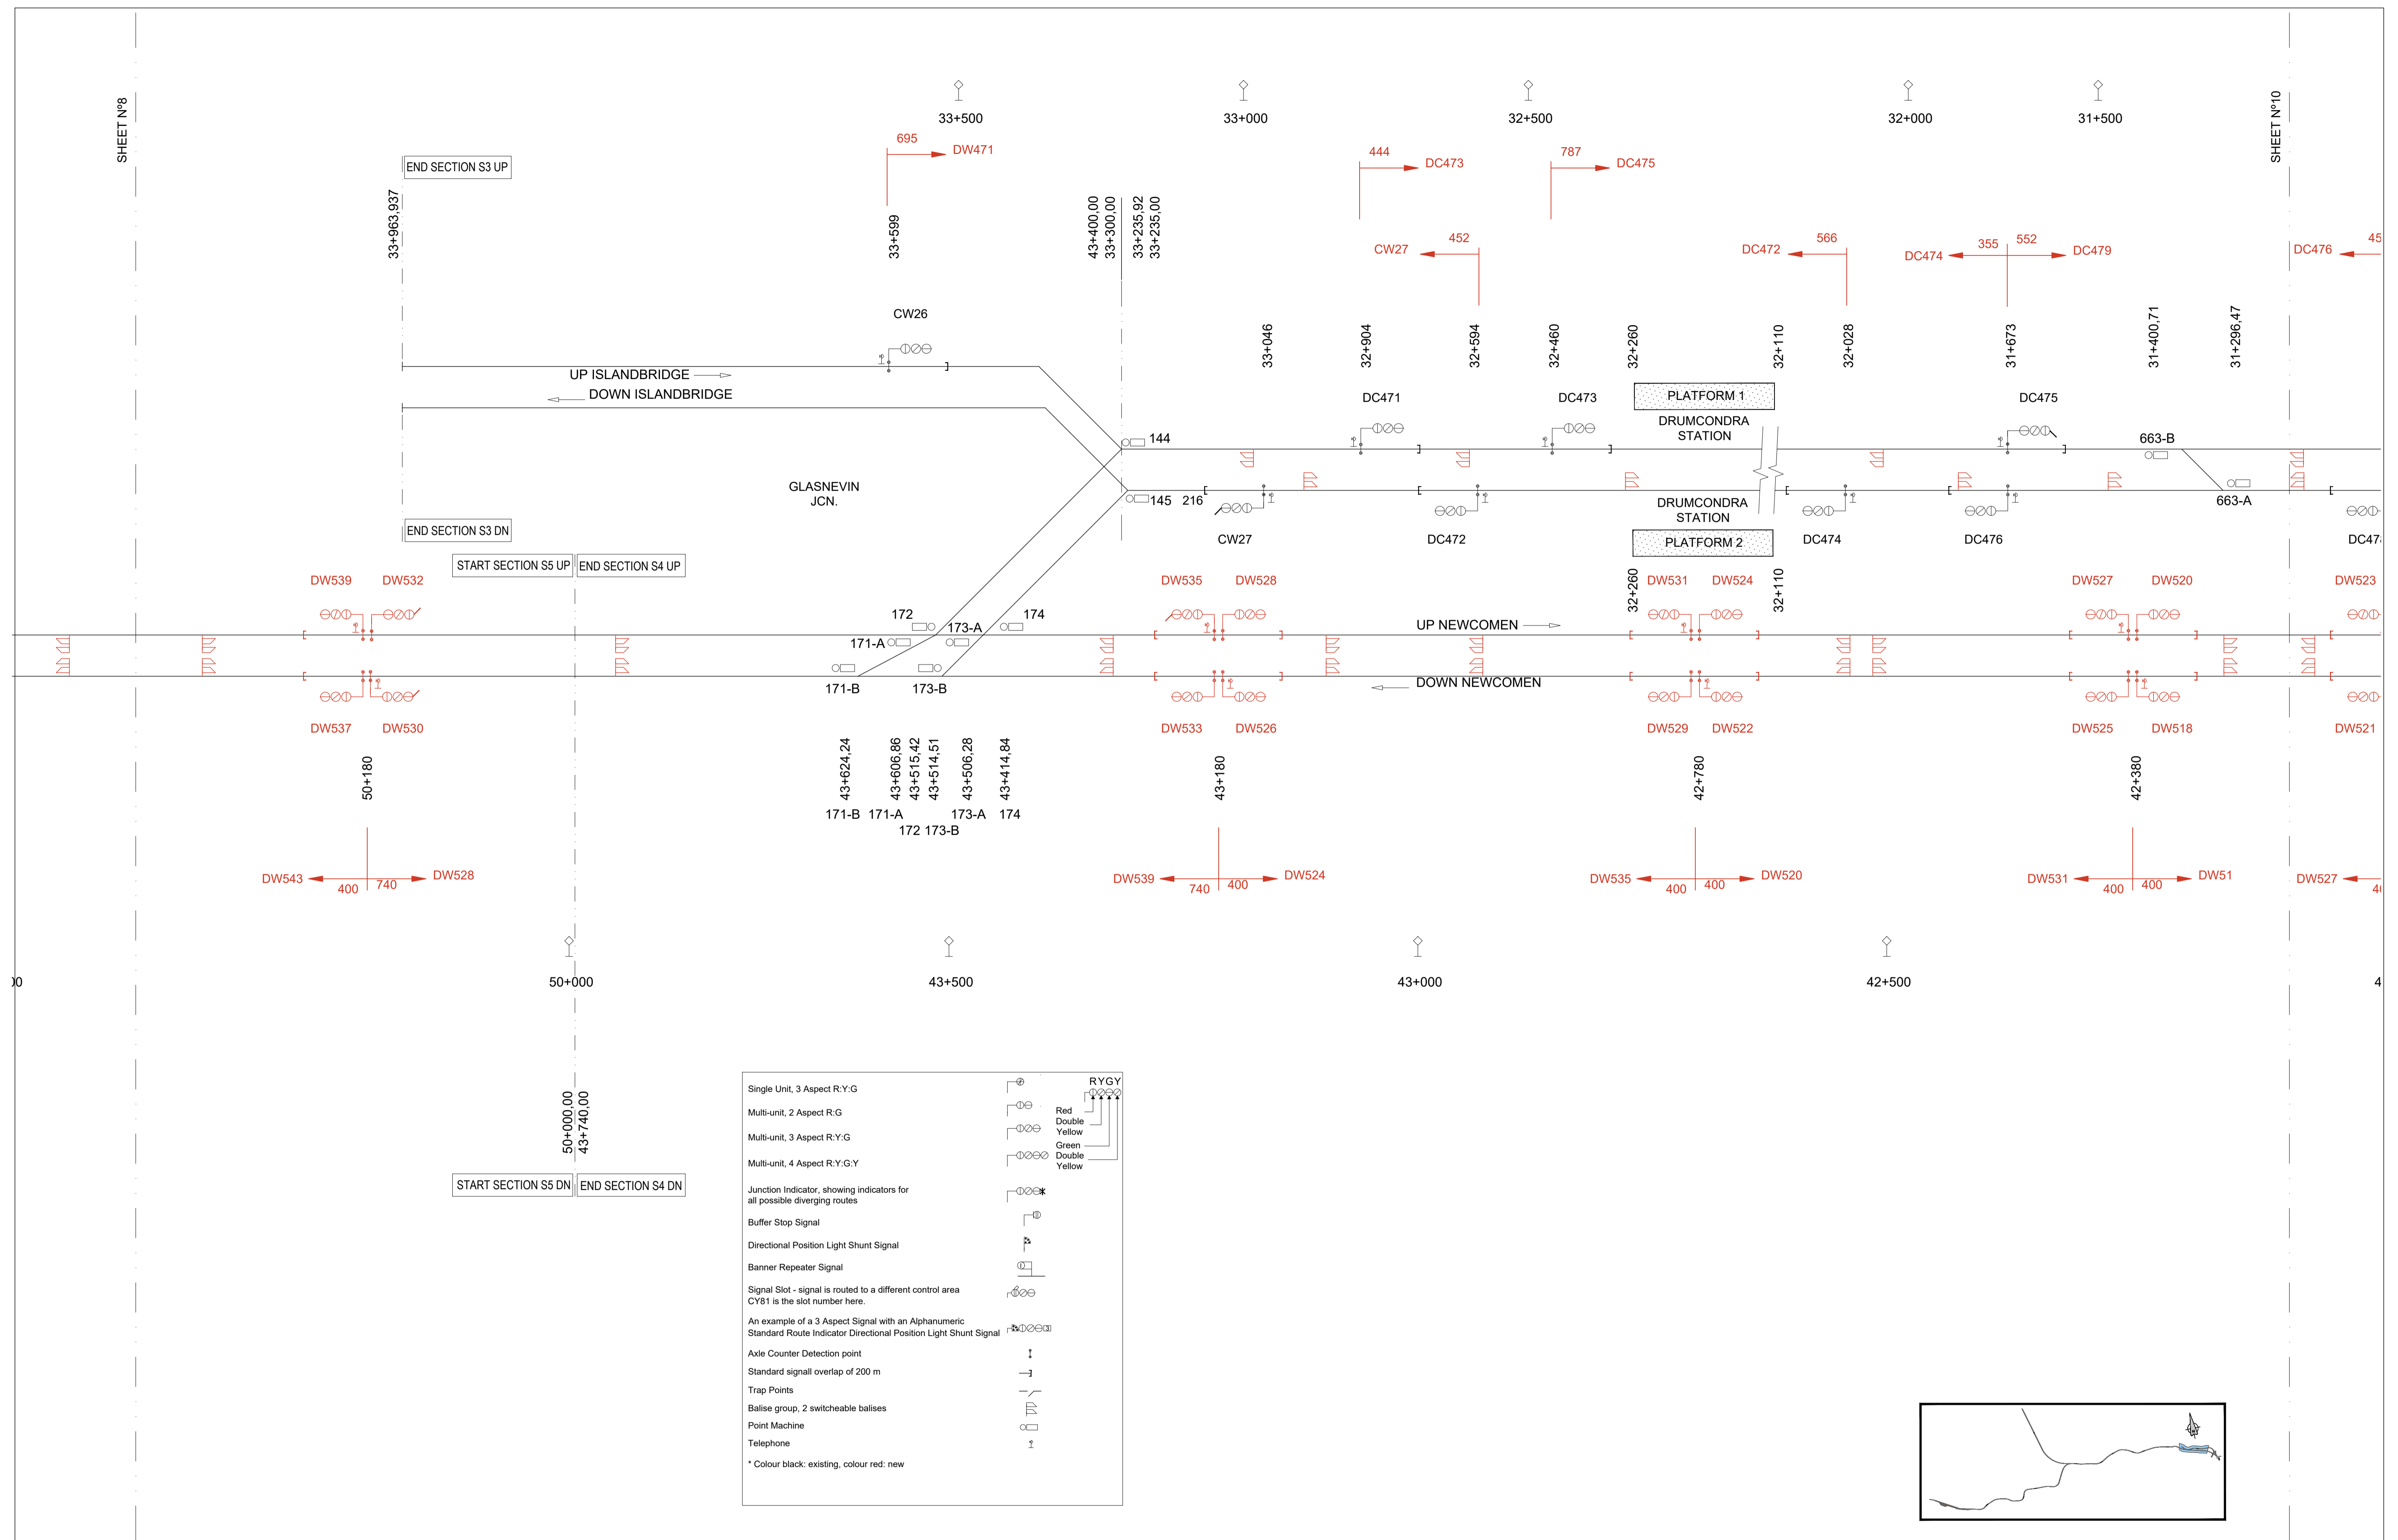 SHEET Nº8
SHEET Nº10
33+500
33+000
32+500
32+000
31+500
695
DW471
444
DC473
787
DC475
END SECTION S3 UP
33+963,937
33+599
43+400,00
33+300,00
33+235,92
33+235,00
CW27
452
DC472
566
DC474
355
552
DC479
DC476
45
CW26
33+046
32+904
32+594
32+460
32+260
32+110
32+028
31+673
31+400,71
31+296,47
UP ISLANDBRIDGE
DOWN ISLANDBRIDGE
DC471
DC473
PLATFORM 1
DC475
DRUMCONDRA
STATION
144
663-B
GLASNEVIN
JCN.
145
216
DRUMCONDRA
STATION
663-A
END SECTION S3 DN
CW27
DC472
PLATFORM 2
DC474
DC476
DC478
START SECTION S5 UP
END SECTION S4 UP
DW539
DW532
DW535
DW528
32+260
DW531
DW524
32+110
DW527
DW520
DW523
172
173-A
174
171-A
UP NEWCOMEN
171-B
173-B
DOWN NEWCOMEN
DW537
DW530
DW533
DW526
DW529
DW522
DW525
DW518
DW521
50+180
43+624,24
43+606,86
43+515,42
43+514,51
43+506,28
43+414,84
43+180
42+780
42+380
171-B
171-A
173-A
174
172
173-B
DW543
400
740
DW528
DW539
740
400
DW524
DW535
400
400
DW520
DW531
400
400
DW51
DW527
50+000
43+500
43+000
42+500
50+000,00
43+740,00
START SECTION S5 DN
END SECTION S4 DN
Single Unit, 3 Aspect R:Y:G
RYGY
Multi-unit, 2 Aspect R:G
Red
Double
Yellow
Multi-unit, 3 Aspect R:Y:G
Green
Double
Yellow
Multi-unit, 4 Aspect R:Y:G:Y
Junction Indicator, showing indicators for
all possible diverging routes
Buffer Stop Signal
Directional Position Light Shunt Signal
Banner Repeater Signal
Signal Slot - signal is routed to a different control area
CY81 is the slot number here.
An example of a 3 Aspect Signal with an Alphanumeric
Standard Route Indicator Directional Position Light Shunt Signal
Axle Counter Detection point
Standard signall overlap of 200 m
Trap Points
Balise group, 2 switcheable balises
Point Machine
Telephone
* Colour black: existing, colour red: new